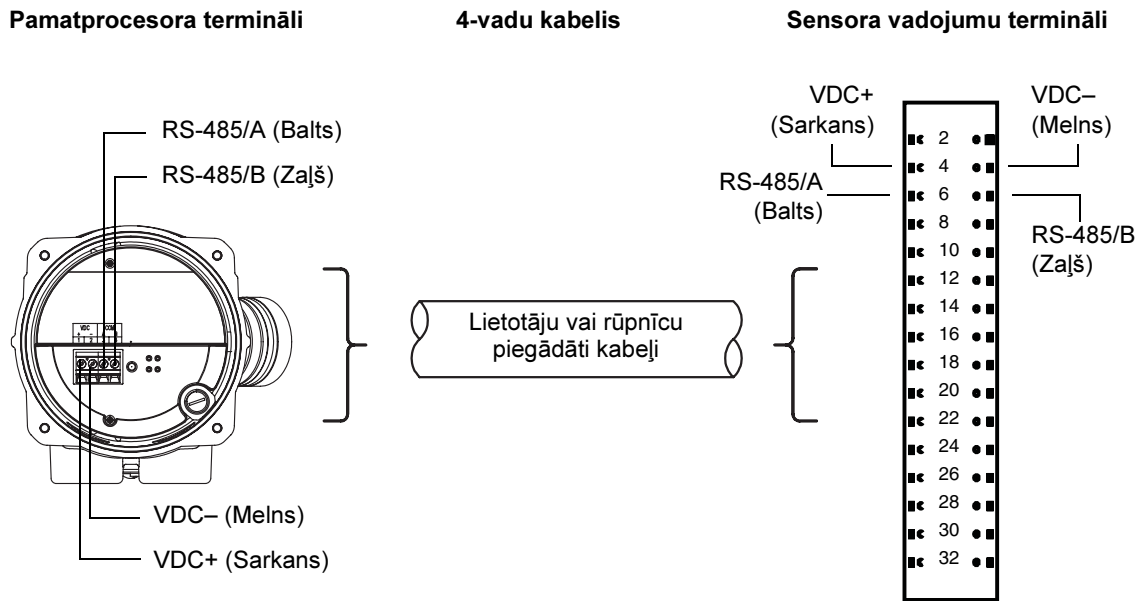 Pamatprocesora termināli
4-vadu kabelis
Sensora vadojumu termināli
RS-485/A (Balts)
RS-485/B (Zaļš)
VDC
COM
+
–
VDC– (Melns)
VDC+ (Sarkans)
Lietotāju vai rūpnīcu
piegādāti kabeļi
VDC+
(Sarkans)
VDC–
(Melns)
RS-485/A
(Balts)
RS-485/B
(Zaļš)
2
4
6
8
10
12
14
16
18
20
22
24
26
28
30
32